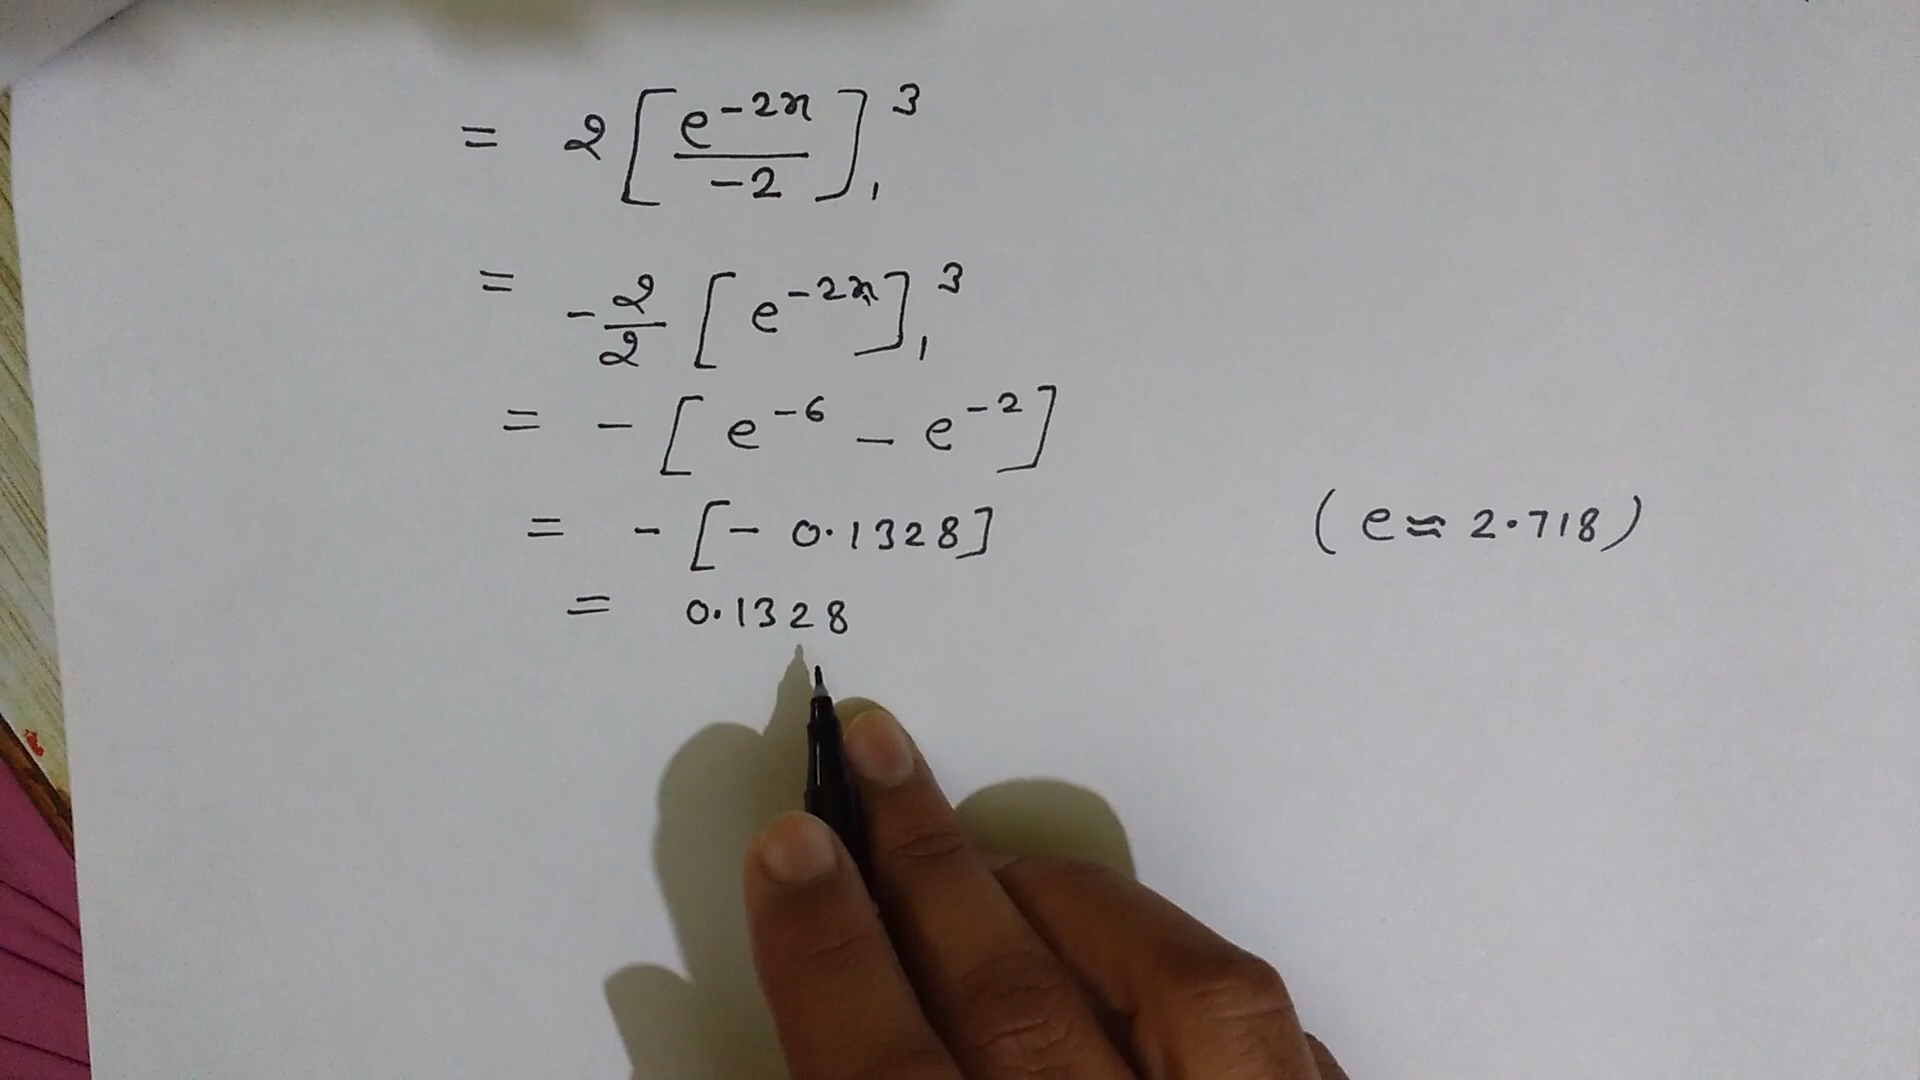 = 2 [ e^{-2x} / -2 ]_1^3
= -2/2 [ e^{-2x} ]_1^3
= - [ e^{-6} - e^{-2} ]
= - [ - 0.1328 ] ( e ≈ 2.718 )
= 0.1328